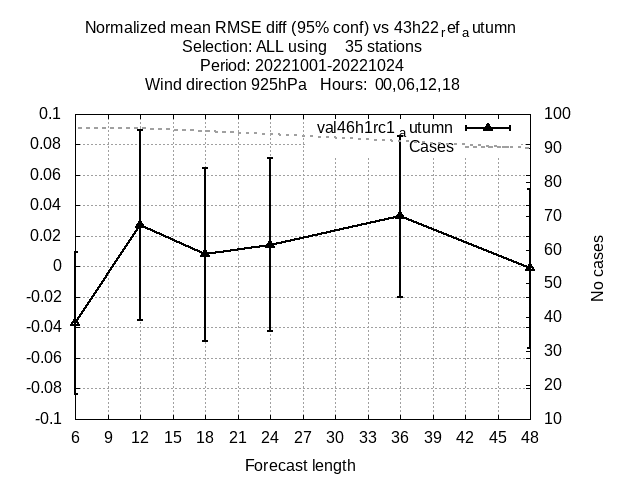 Normalized mean RMSE diff (95% conf) vs 43h22refautumn
Selection: ALL using 35 stations
Period: 20221001-20221024
Wind direction 925hPa Hours: 00,06,12,18
val46h1rc1autumn
Cases
0.1
0.08
0.06
0.04
0.02
0
-0.02
-0.04
-0.06
-0.08
-0.1
100
90
80
70
60
50
40
30
20
10
No cases
6 9 12 15 18 21 24 27 30 33 36 39 42 45 48
Forecast length